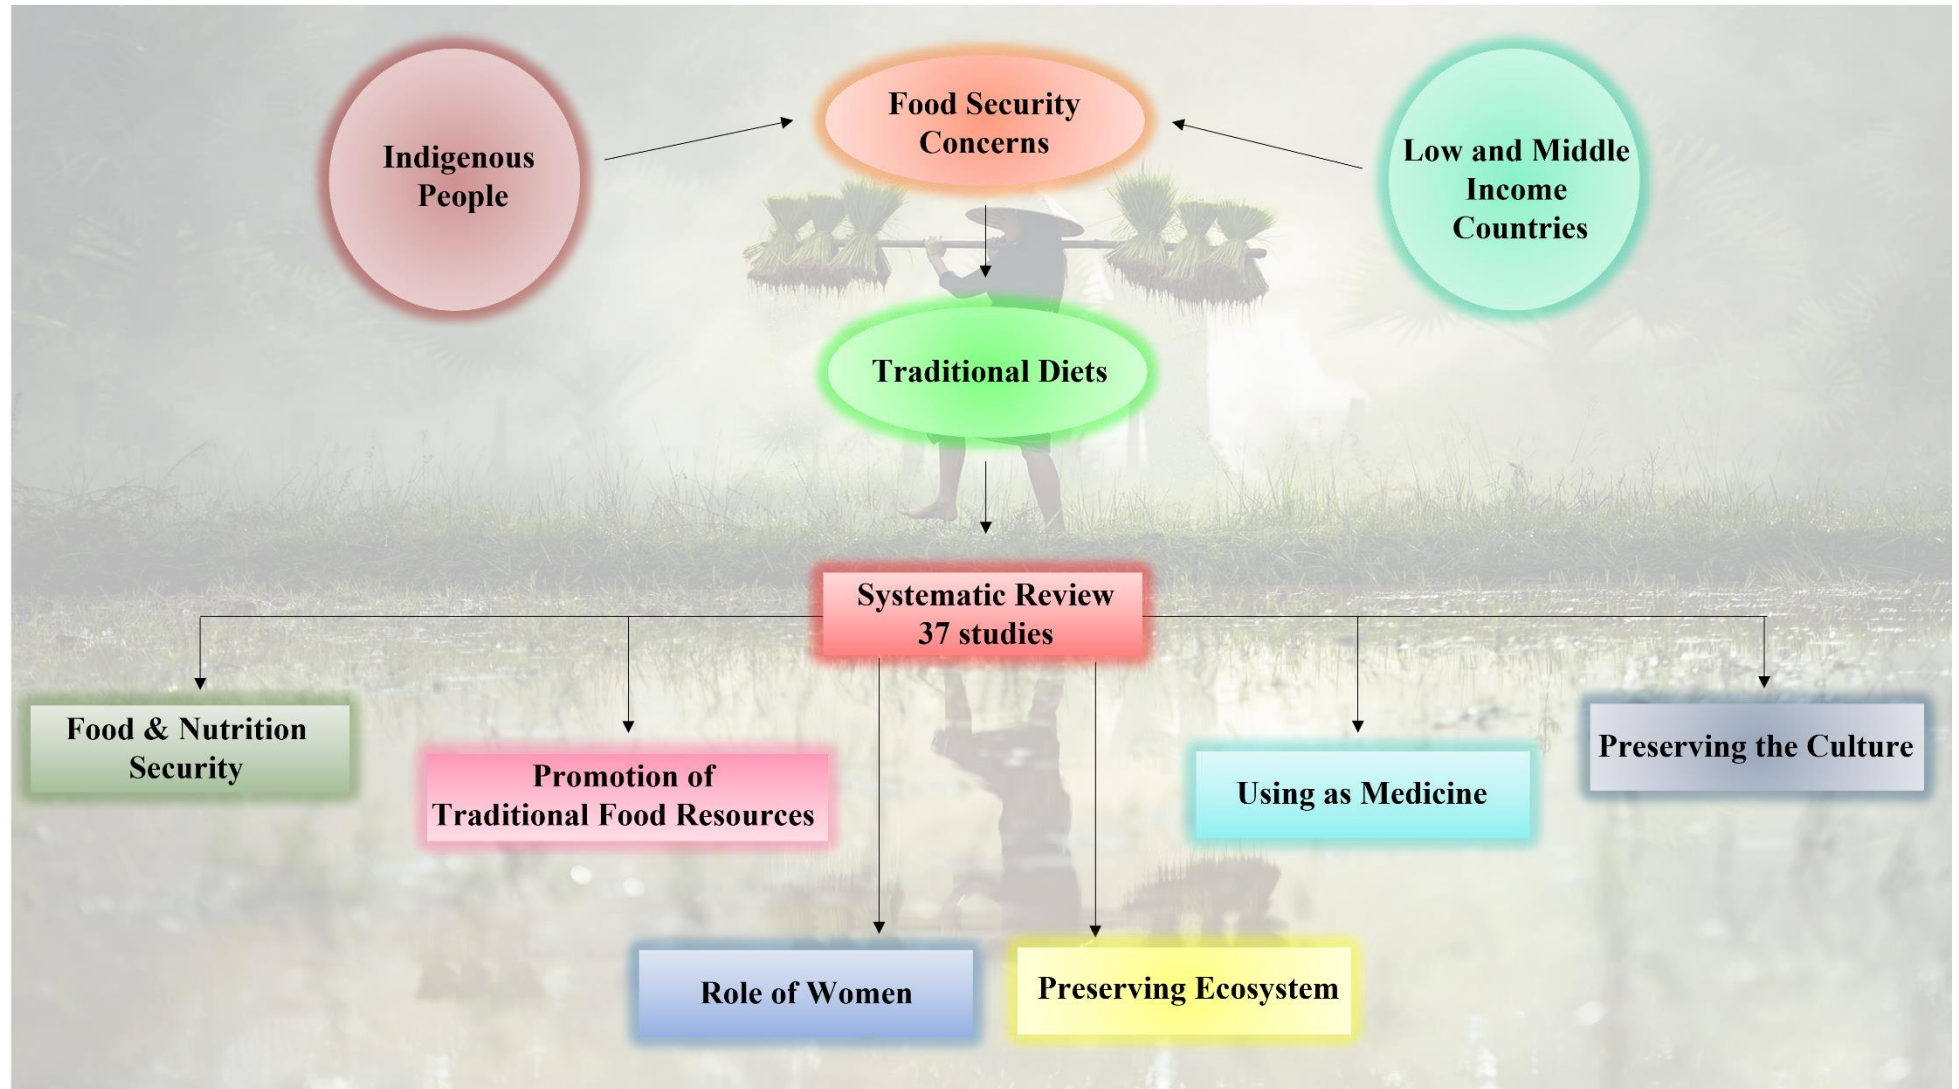 Indigenous
People
Food Security
Concerns
Low and Middle
Income
Countries
Traditional Diets
Systematic Review
37 studies
Food & Nutrition
Security
Promotion of
Traditional Food Resources
Role of Women
Preserving Ecosystem
Using as Medicine
Preserving the Culture